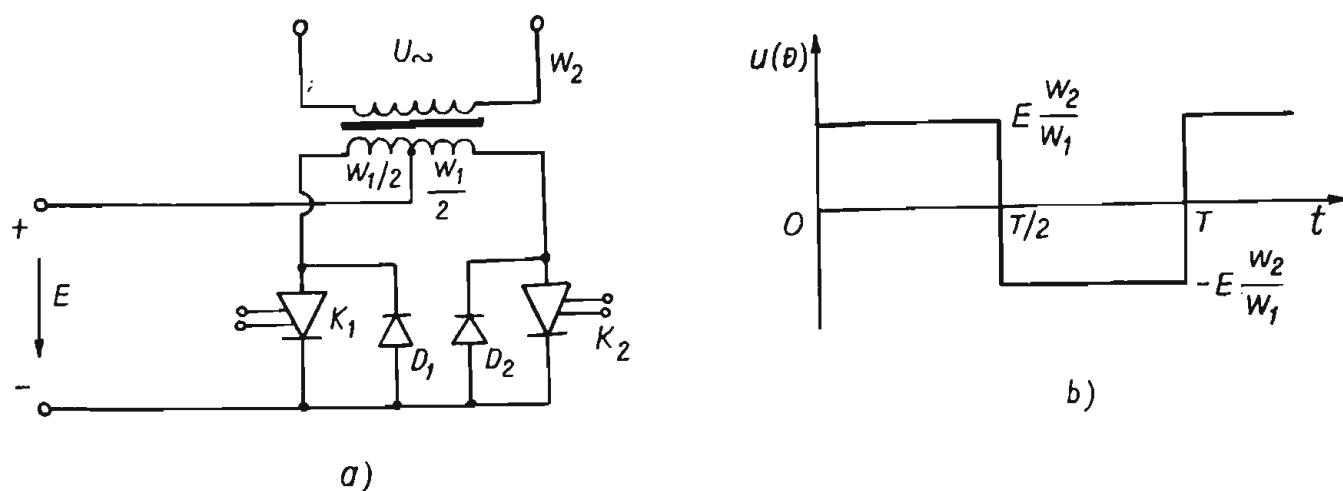 U~
W₂
W₁/2
W₁/2
+
E
-
K₁
D₁
D₂
K₂
a)
u(θ)
E W₂/W₁
O
T/2
T
t
-E W₂/W₁
b)